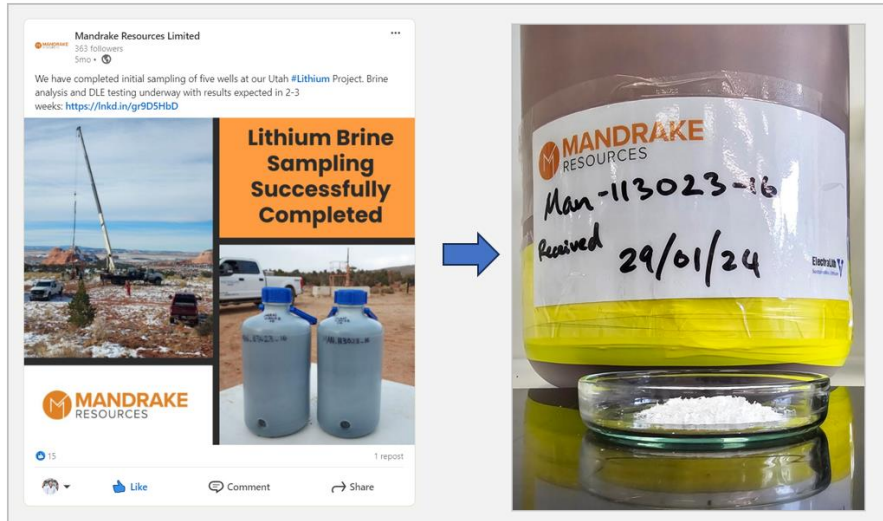 Mandrake Resources Limited
363 followers
5mo •
We have completed initial sampling of five wells at our Utah #Lithium Project. Brine
analysis and DLE testing underway with results expected in 2-3
weeks: https://lnkd.in/gr9D5HbD
Lithium Brine
Sampling
Successfully
Completed
MANDRAKE
RESOURCES
15
1 repost
Like
Comment
Share
MANDRAKE
RESOURCES
Man-113023-16
Received
29/01/24
ElectraLith